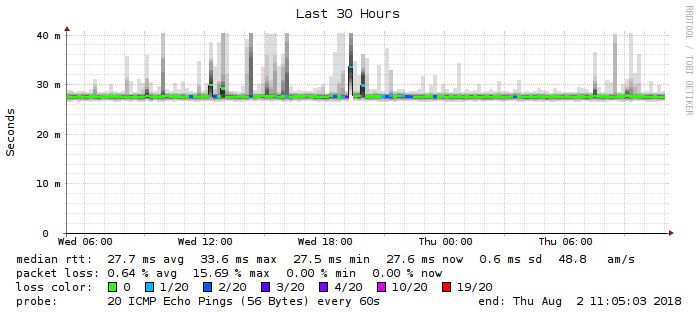 Last 30 Hours
RRDTOOL / TOBI OETIKER
Seconds
40 m
30 m
20 m
10 m
0
Wed 06:00 Wed 12:00 Wed 18:00 Thu 00:00 Thu 06:00
median rtt: 27.7 ms avg 33.6 ms max 27.5 ms min 27.6 ms now 0.6 ms sd 48.8 am/s
packet loss: 0.64 % avg 15.69 % max 0.00 % min 0.00 % now
loss color: 0 1/20 2/20 3/20 4/20 10/20 19/20
probe: 20 ICMP Echo Pings (56 Bytes) every 60s end: Thu Aug 2 11:05:03 2018